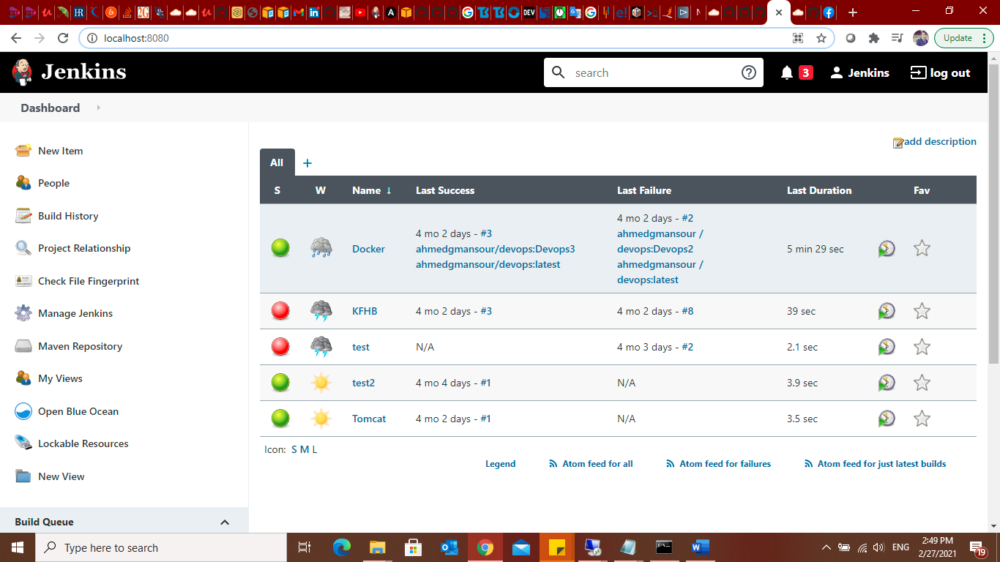 DEV
localhost:8080
Update
Jenkins
search
3
Jenkins
log out
Dashboard
New Item
People
Build History
Project Relationship
Check File Fingerprint
Manage Jenkins
Maven Repository
My Views
Open Blue Ocean
Lockable Resources
New View
Build Queue
add description
All +
S W Name ↓ Last Success Last Failure Last Duration Fav
Docker
4 mo 2 days - #3
ahmedgmansour/devops:Devops3
ahmedgmansour/devops:latest
4 mo 2 days - #2
ahmedgmansour /
devops:Devops2
ahmedgmansour /
devops:latest
5 min 29 sec
KFHB 4 mo 2 days - #3 4 mo 2 days - #8 39 sec
test N/A 4 mo 3 days - #2 2.1 sec
test2 4 mo 4 days - #1 N/A 3.9 sec
Tomcat 4 mo 2 days - #1 N/A 3.5 sec
Icon: S M L
Legend Atom feed for all Atom feed for failures Atom feed for just latest builds
Type here to search
ENG
2:49 PM
2/27/2021
19